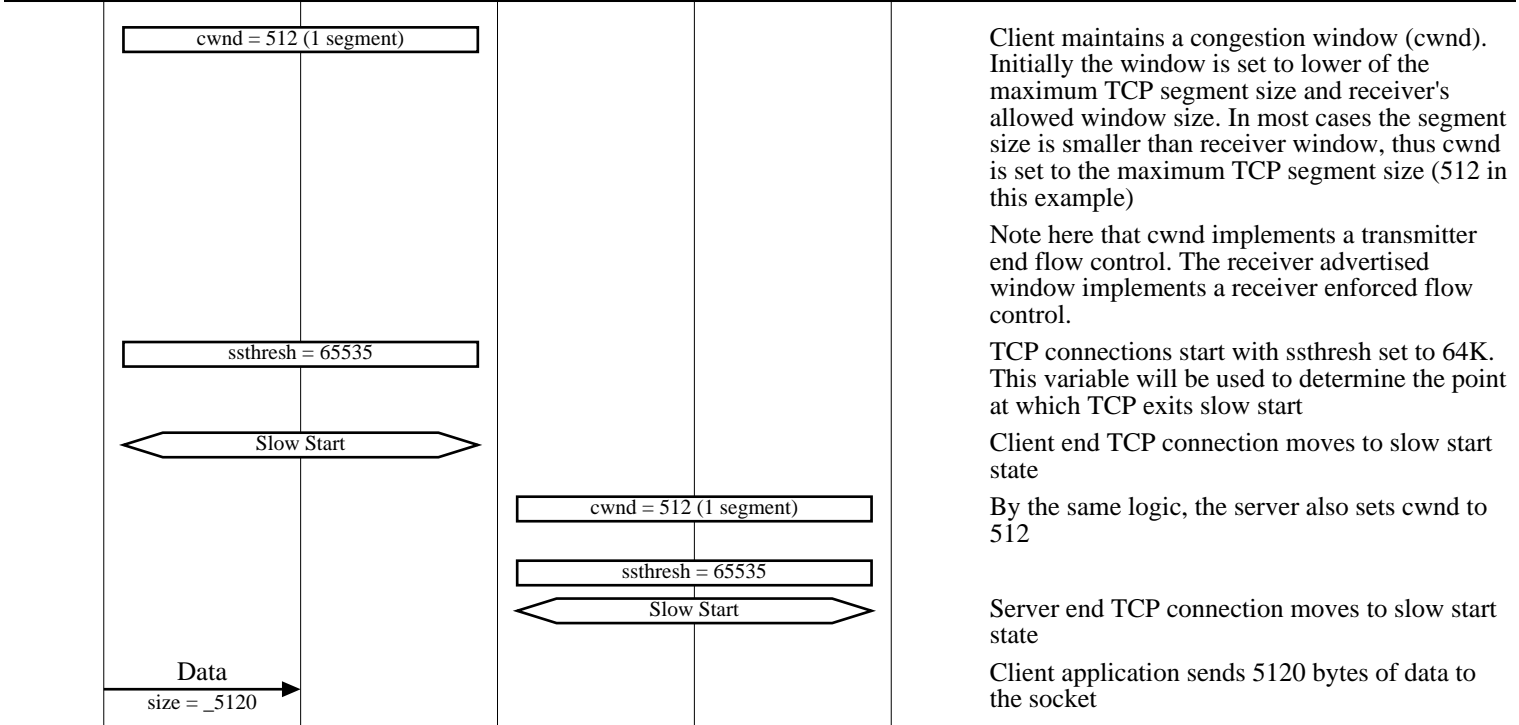 cwnd = 512 (1 segment)
Client maintains a congestion window (cwnd).
Initially the window is set to lower of the
maximum TCP segment size and receiver's
allowed window size. In most cases the segment
size is smaller than receiver window, thus cwnd
is set to the maximum TCP segment size (512 in
this example)
Note here that cwnd implements a transmitter
end flow control. The receiver advertised
window implements a receiver enforced flow
control.
ssthresh = 65535
TCP connections start with ssthresh set to 64K.
This variable will be used to determine the point
at which TCP exits slow start
Slow Start
Client end TCP connection moves to slow start
state
cwnd = 512 (1 segment)
By the same logic, the server also sets cwnd to
512
ssthresh = 65535
Slow Start
Server end TCP connection moves to slow start
state
Data
size = _5120
Client application sends 5120 bytes of data to
the socket